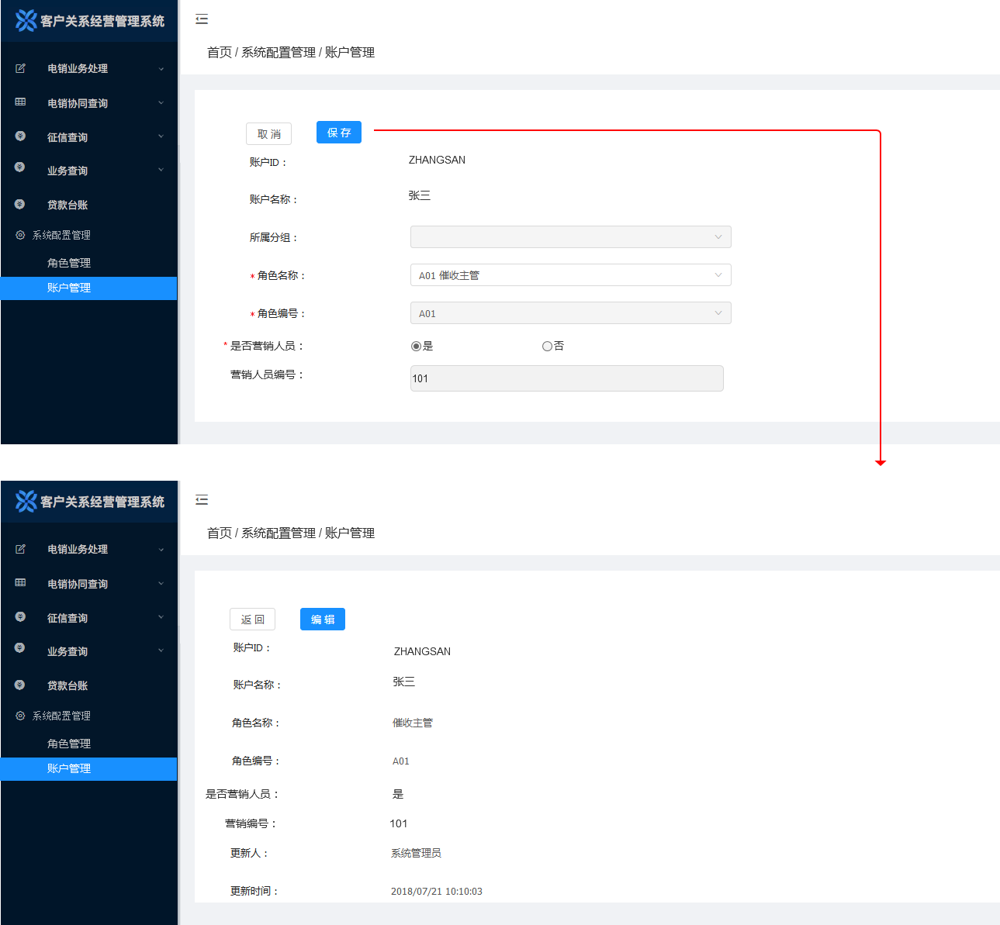 客户关系经营管理系统
首页 / 系统配置管理 / 账户管理
电销业务处理
电销协同查询
征信查询
业务查询
贷款台账
系统配置管理
角色管理
账户管理
取 消 保 存
账户ID： ZHANGSAN
账户名称： 张三
所属分组：
* 角色名称： A01 催收主管
* 角色编号： A01
* 是否营销人员： 是 否
营销人员编号： 101
客户关系经营管理系统
首页 / 系统配置管理 / 账户管理
电销业务处理
电销协同查询
征信查询
业务查询
贷款台账
系统配置管理
角色管理
账户管理
返 回 编 辑
账户ID： ZHANGSAN
账户名称： 张三
角色名称： 催收主管
角色编号： A01
是否营销人员： 是
营销编号： 101
更新人： 系统管理员
更新时间： 2018/07/21 10:10:03